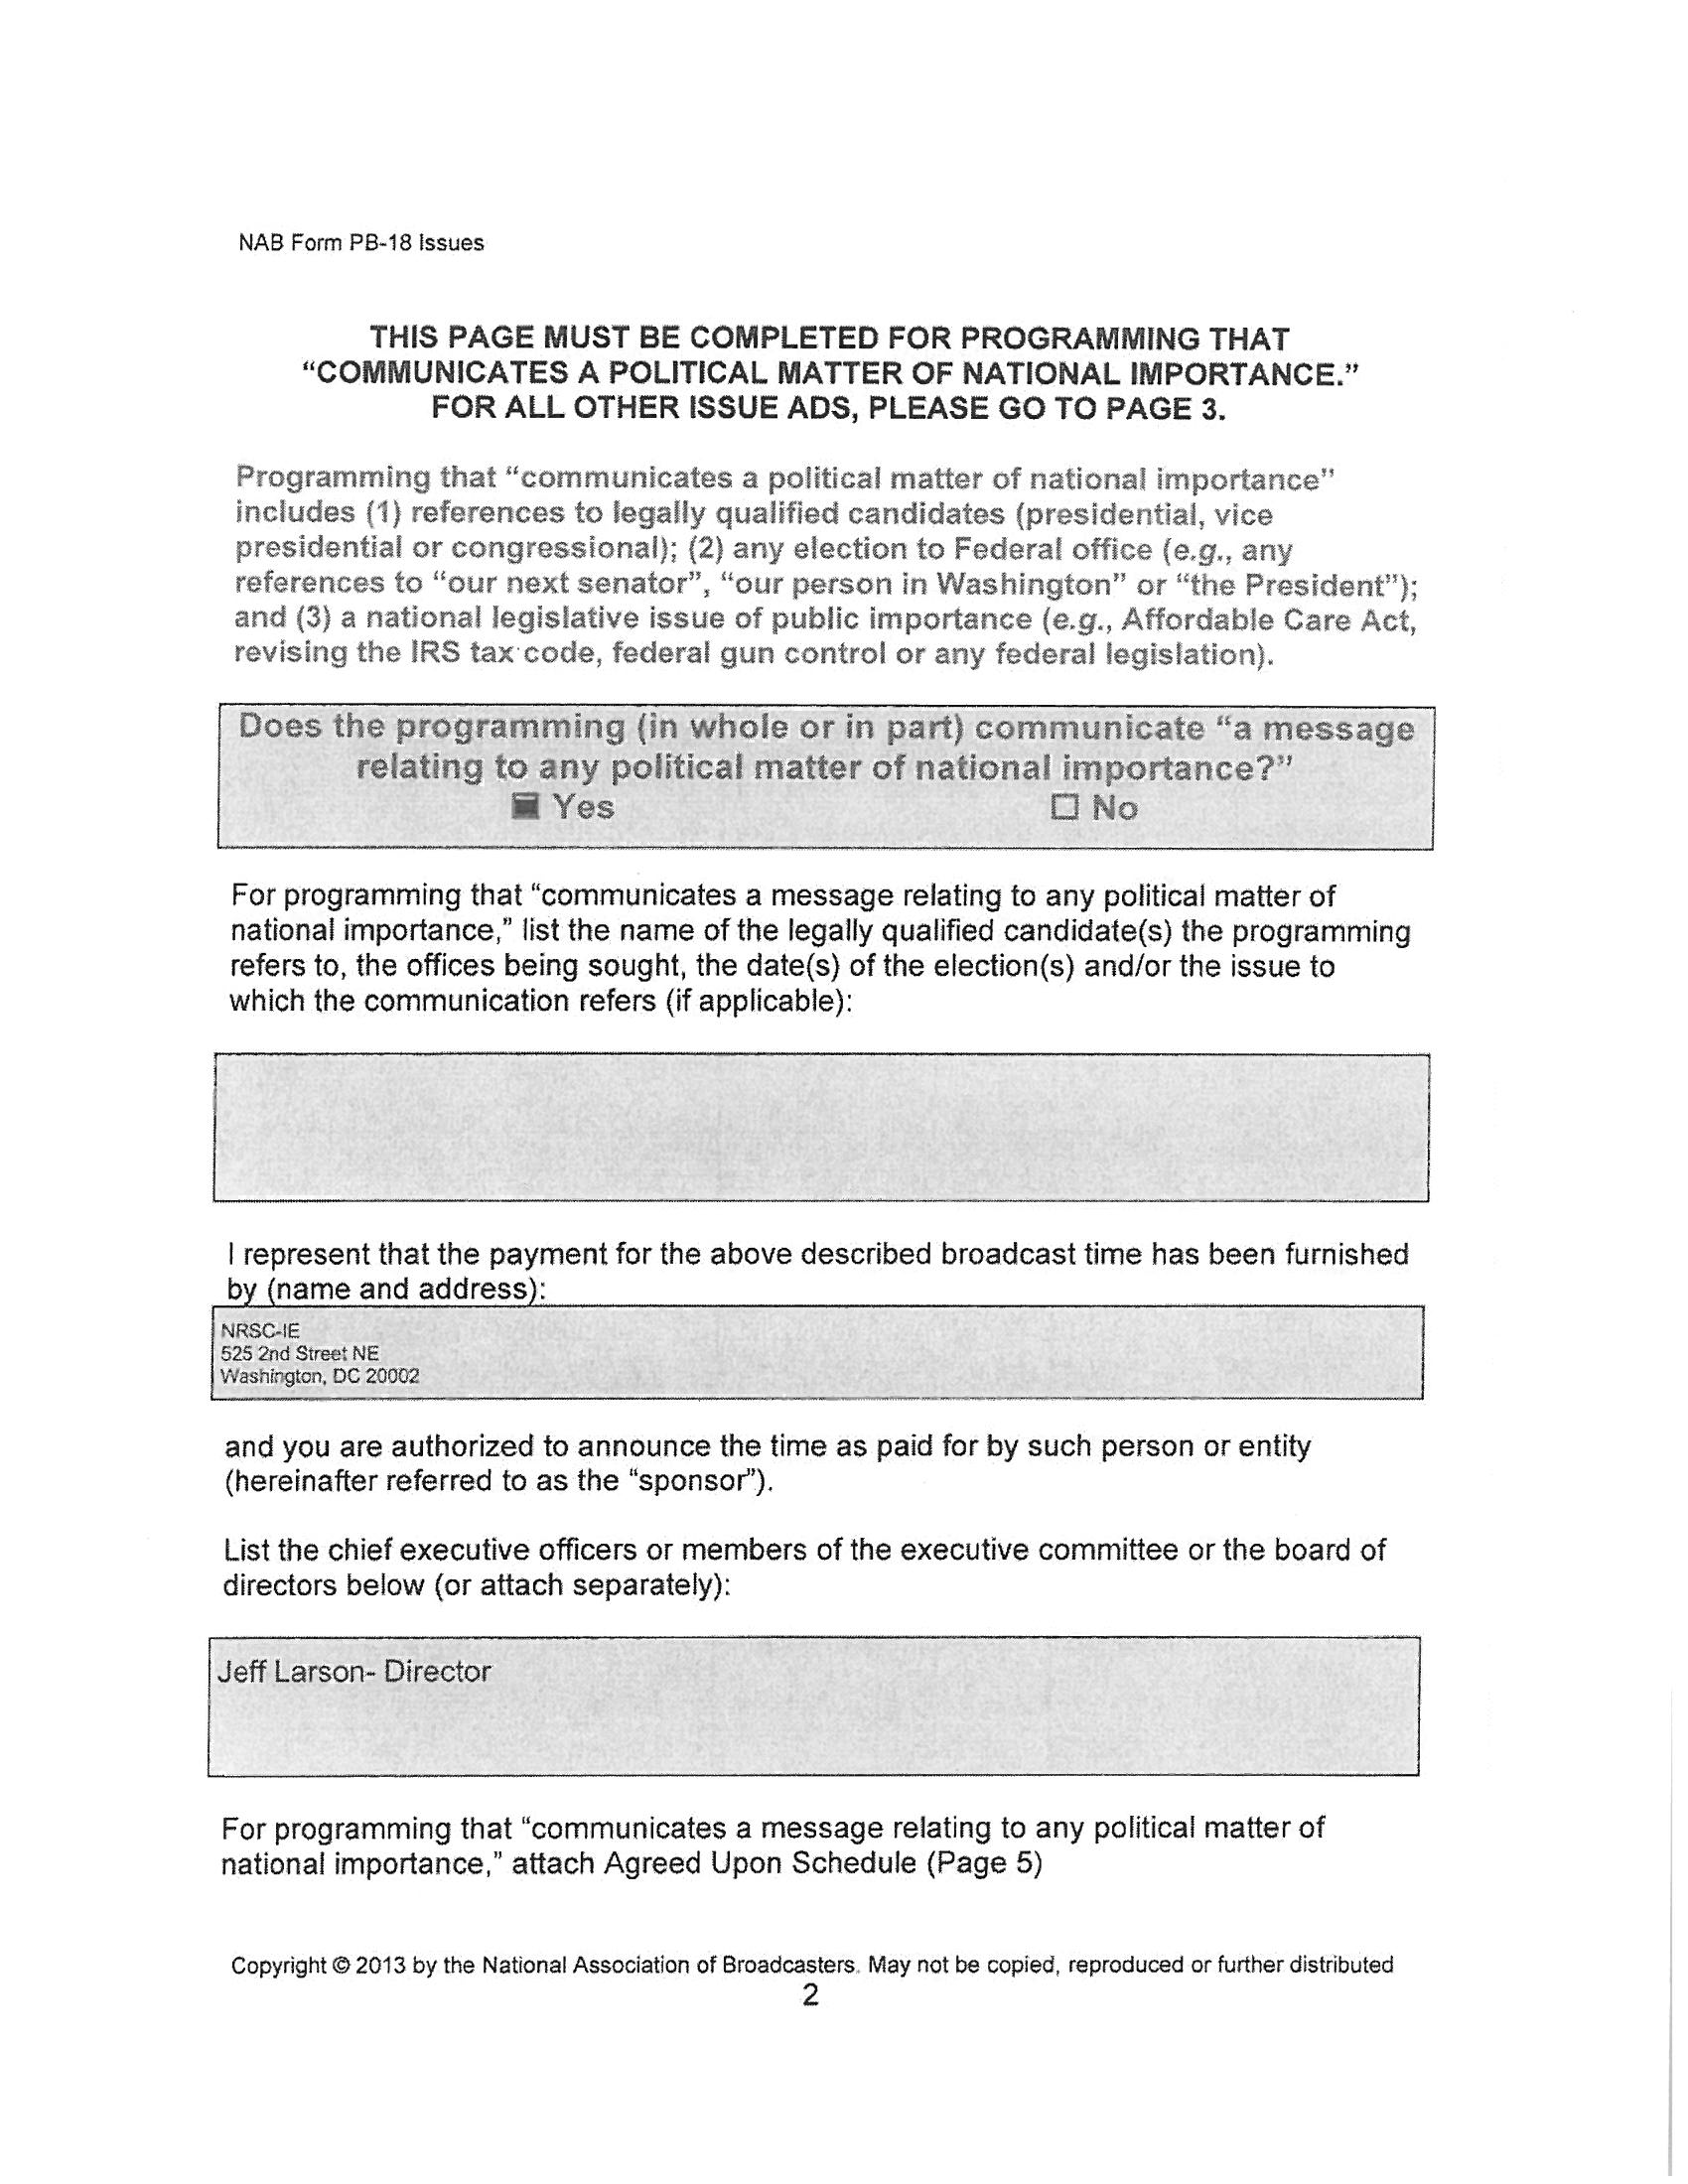 NAB Form PB-18 Issues
THIS PAGE MUST BE COMPLETED FOR PROGRAMMING THAT
“COMMUNICATES A POLITICAL MATTER OF NATIONAL IMPORTANCE.”
FOR ALL OTHER ISSUE ADS, PLEASE GO TO PAGE 3.
Programming that “communicates a political matter of national importance”
includes (1) references to legally qualified candidates (presidential, vice
presidential or congressional); (2) any election to Federal office (e.g., any
references to “our next senator”, “our person in Washington” or “the President”);
and (3) a national legislative issue of public importance (e.g., Affordable Care Act,
revising the IRS tax code, federal gun control or any federal legislation).
Does the programming (in whole or in part) communicate “a message
relating to any political matter of national importance?”
Yes No
For programming that “communicates a message relating to any political matter of
national importance,” list the name of the legally qualified candidate(s) the programming
refers to, the offices being sought, the date(s) of the election(s) and/or the issue to
which the communication refers (if applicable):
I represent that the payment for the above described broadcast time has been furnished
by (name and address):
NRSC-IE
525 2nd Street NE
Washington, DC 20002
and you are authorized to announce the time as paid for by such person or entity
(hereinafter referred to as the “sponsor”).
List the chief executive officers or members of the executive committee or the board of
directors below (or attach separately):
Jeff Larson- Director
For programming that “communicates a message relating to any political matter of
national importance,” attach Agreed Upon Schedule (Page 5)
Copyright © 2013 by the National Association of Broadcasters. May not be copied, reproduced or further distributed
2